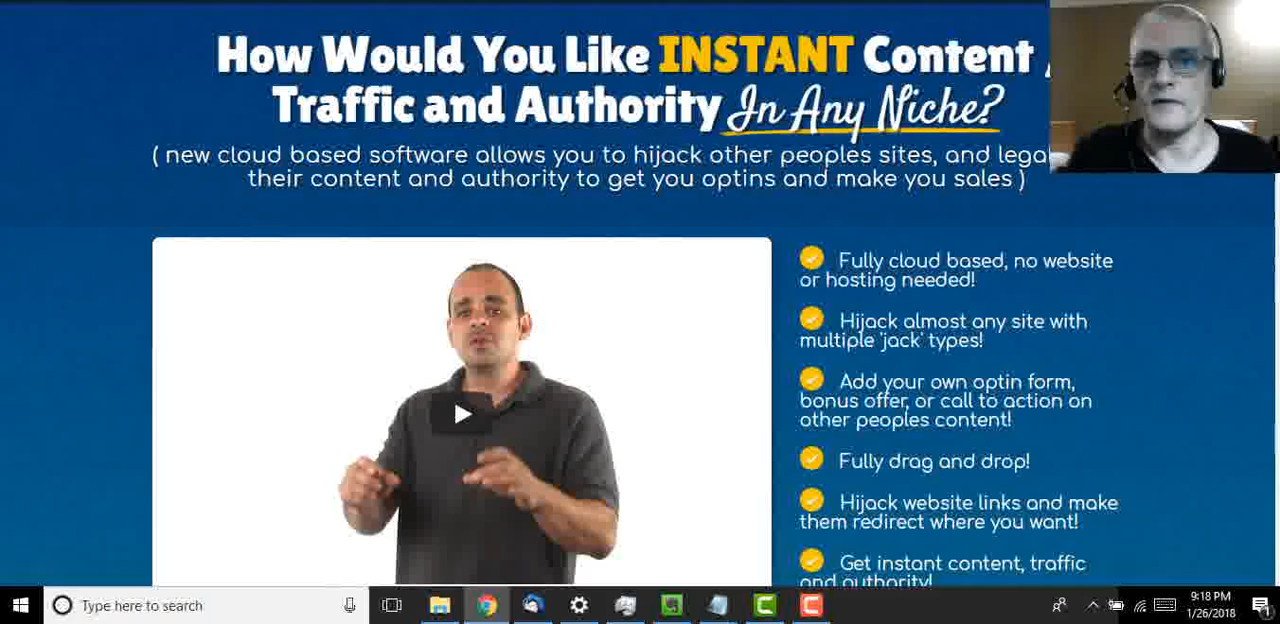 How Would You Like INSTANT Content
Traffic and Authority In Any Niche?
( new cloud based software allows you to hijack other peoples sites, and lega
their content and authority to get you optins and make you sales )
Fully cloud based, no website
or hosting needed!
Hijack almost any site with
multiple 'jack' types!
Add your own optin form,
bonus offer, or call to action on
other peoples content!
Fully drag and drop!
Hijack website links and make
them redirect where you want!
Get instant content, traffic
and authority!
Type here to search
9:18 PM
1/26/2018